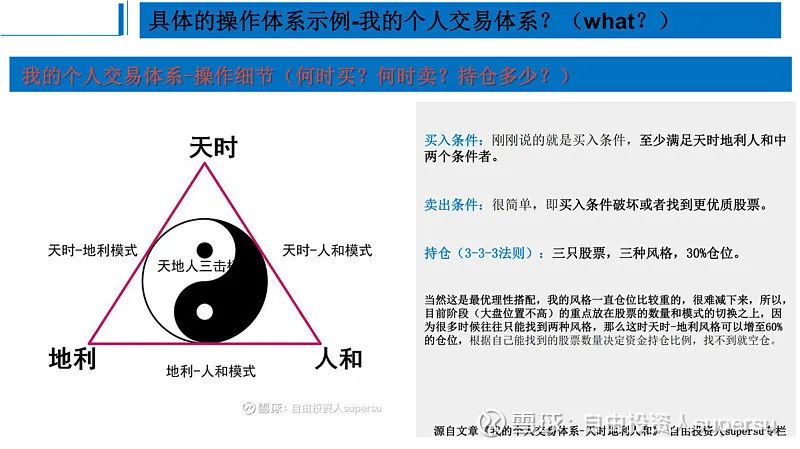 具体的操作体系示例-我的个人交易体系？（what？）
我的个人交易体系-操作细节（何时买？何时卖？持仓多少？）
天时
天时-地利模式
天时-人和模式
天地人三击
地利
人和
地利-人和模式
雪球：自由投资人supersu
买入条件：刚刚说的就是买入条件，至少满足天时地利人和中
两个条件者。
卖出条件：很简单，即买入条件破坏或者找到更优质股票。
持仓（3-3-3法则）：三只股票，三种风格，30%仓位。
当然这是最优理性搭配，我的风格一直仓位比较重的，很难减下来，所以，
目前阶段（大盘位置不高）的重点放在股票的数量和模式的切换之上，因
为很多时候往往只能找到两种风格，那么这时天时-地利风格可以增至60%
的仓位，根据自己能找到的股票数量决定资金持仓比例，找不到就空仓。
雪球：自由投资人supersu
源自文章《我的个人交易体系-天时地利人和》-自由投资人supersu专栏